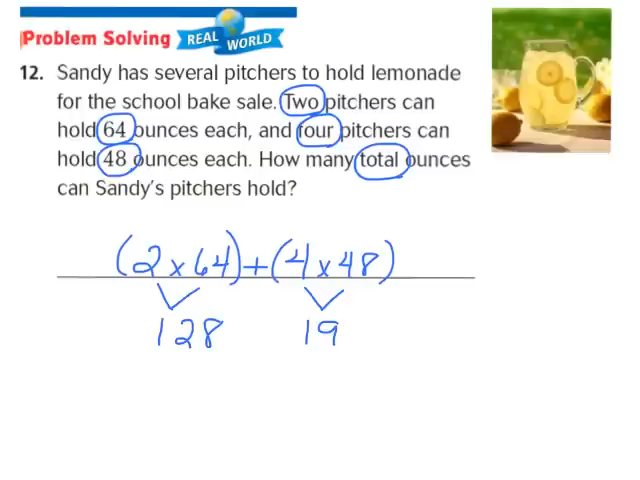 Problem Solving REAL WORLD
12. Sandy has several pitchers to hold lemonade
for the school bake sale. Two pitchers can
hold 64 ounces each, and four pitchers can
hold 48 ounces each. How many total ounces
can Sandy's pitchers hold?
(2 x 64) + (4 x 48)
128 19